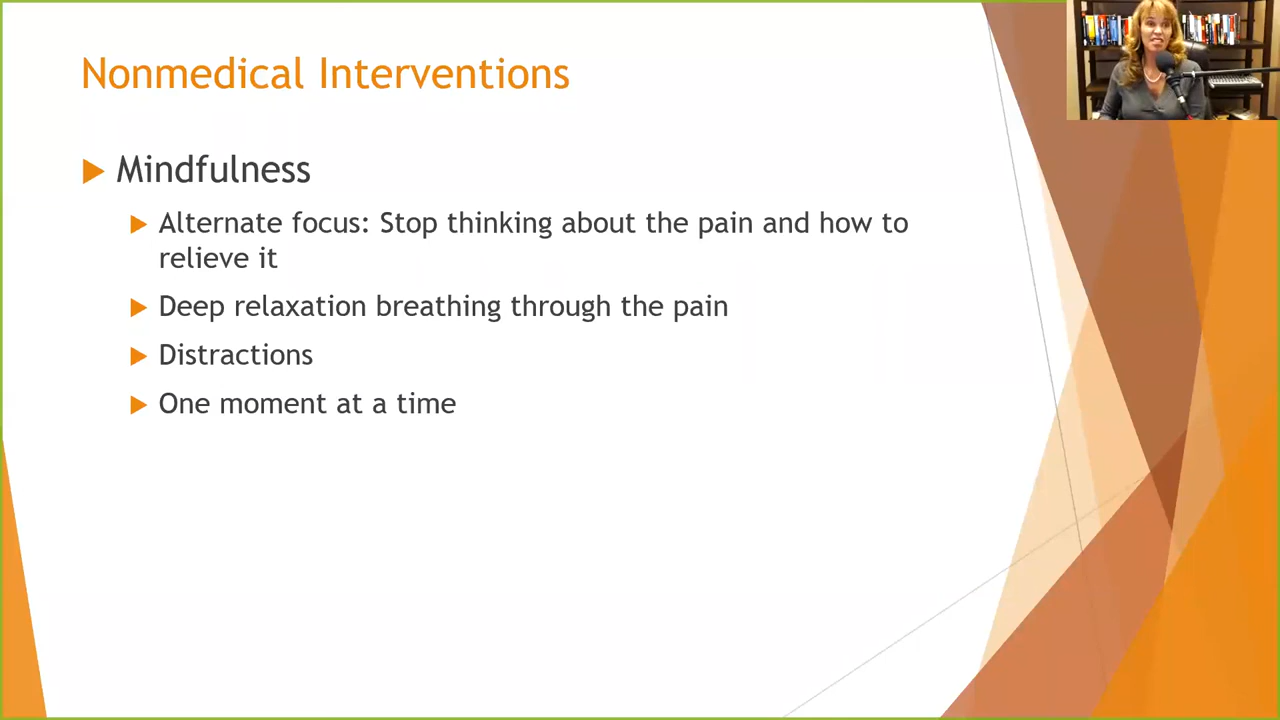 Nonmedical Interventions
Mindfulness
Alternate focus: Stop thinking about the pain and how to
relieve it
Deep relaxation breathing through the pain
Distractions
One moment at a time